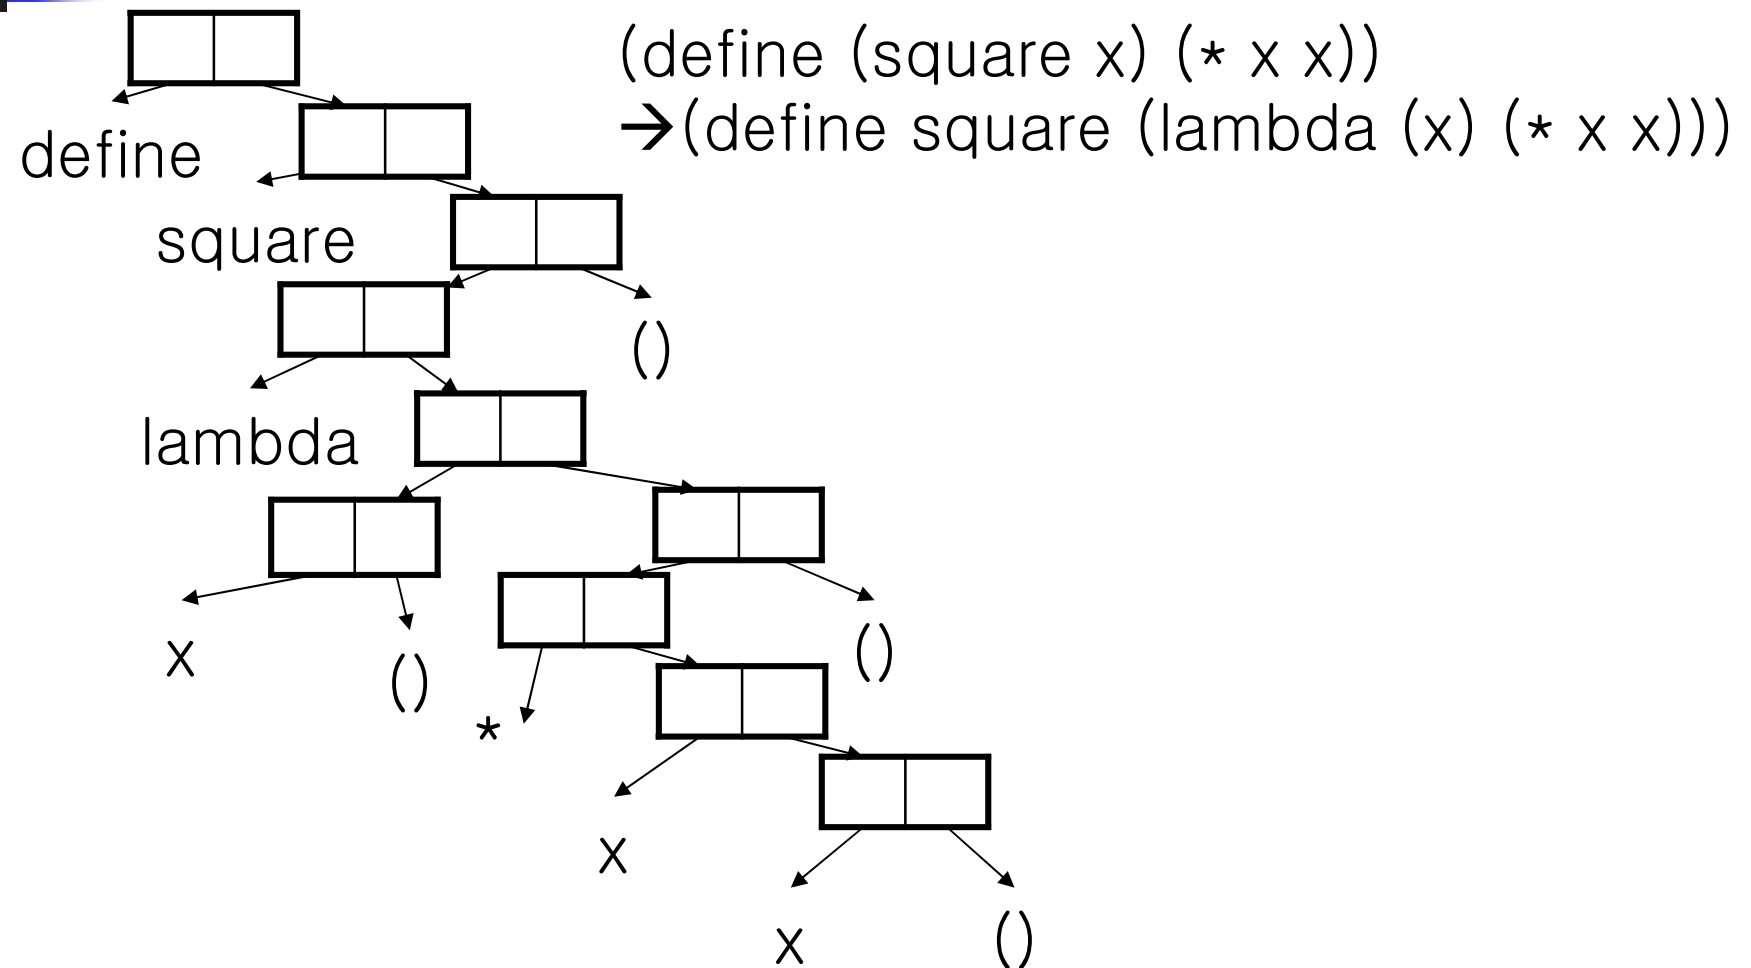 (define (square x) (* x x))
→(define square (lambda (x) (* x x)))
define
square
()
lambda
x
()
()
*
x
x
()